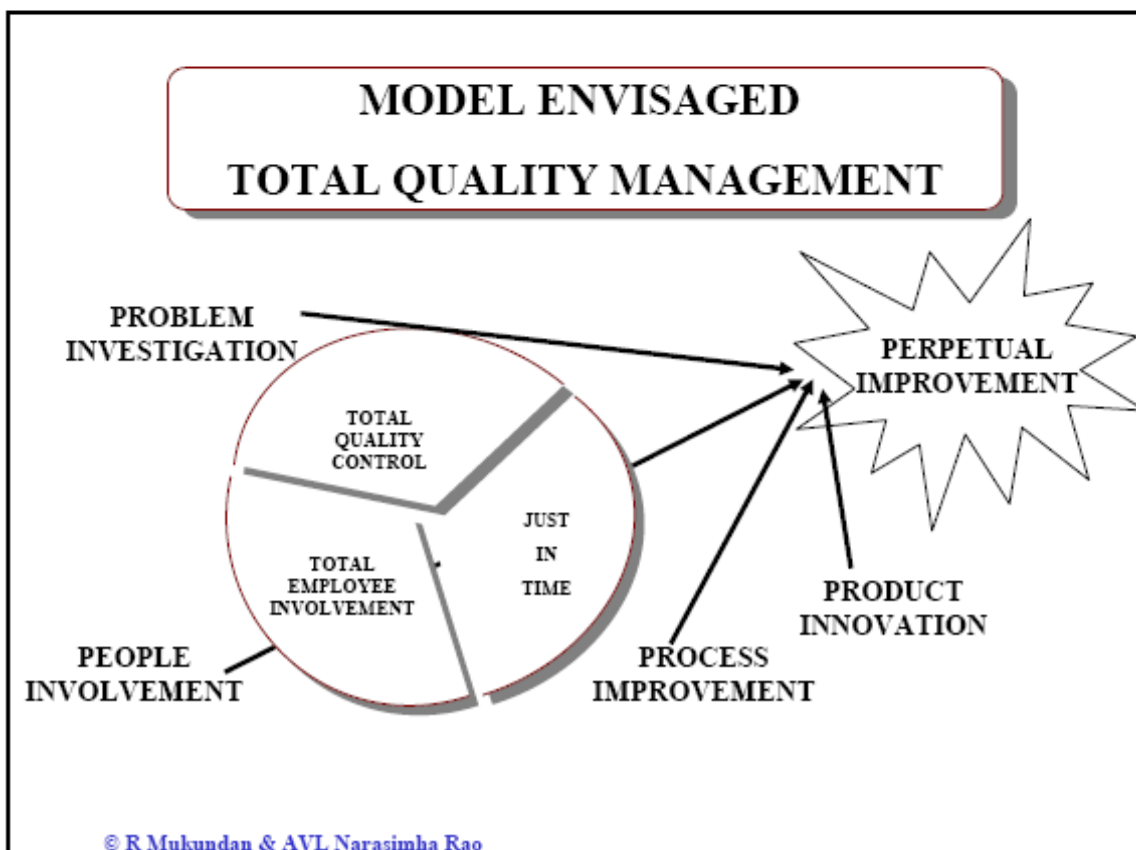 MODEL ENVISAGED
TOTAL QUALITY MANAGEMENT
PROBLEM
INVESTIGATION
PERPETUAL
IMPROVEMENT
TOTAL
QUALITY
CONTROL
JUST
IN
TIME
TOTAL
EMPLOYEE
INVOLVEMENT
PRODUCT
INNOVATION
PEOPLE
INVOLVEMENT
PROCESS
IMPROVEMENT
© R Mukundan & AVL Narasimha Rao